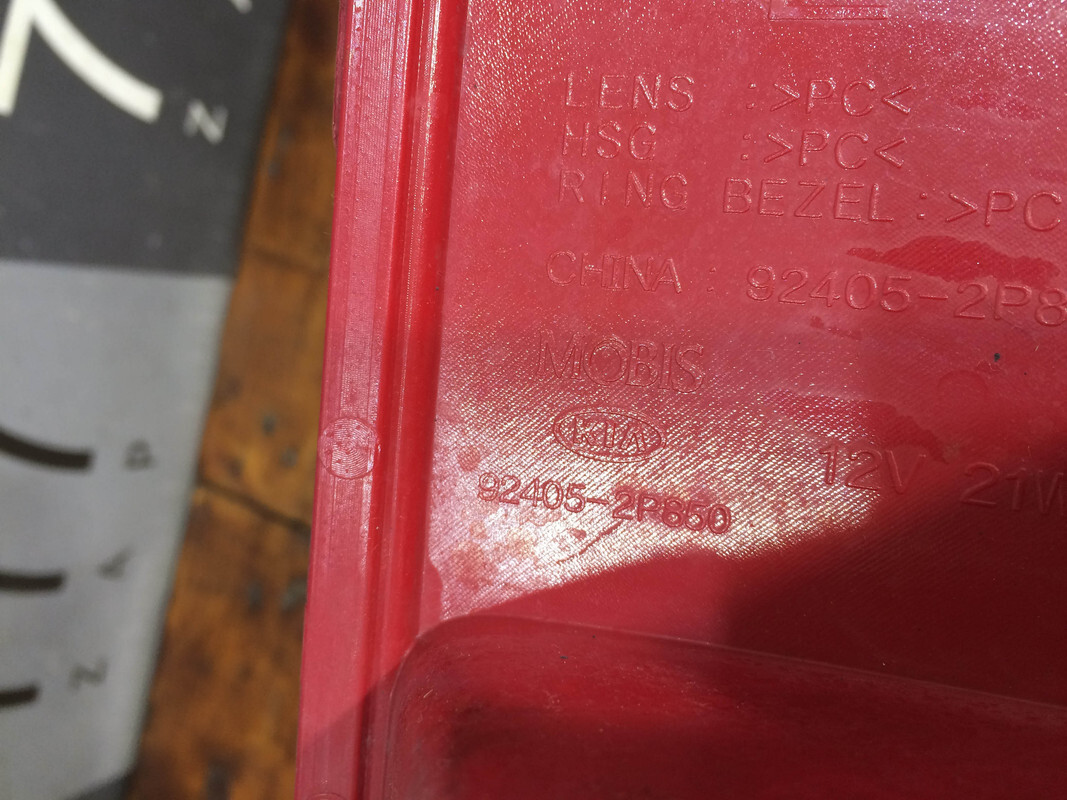 N
LENS :>PC<
HSG :>PC<
RING BEZEL:>PC
CHINA : 92405-2P8
MOBIS
KIA
92405-2P850
12V 21W